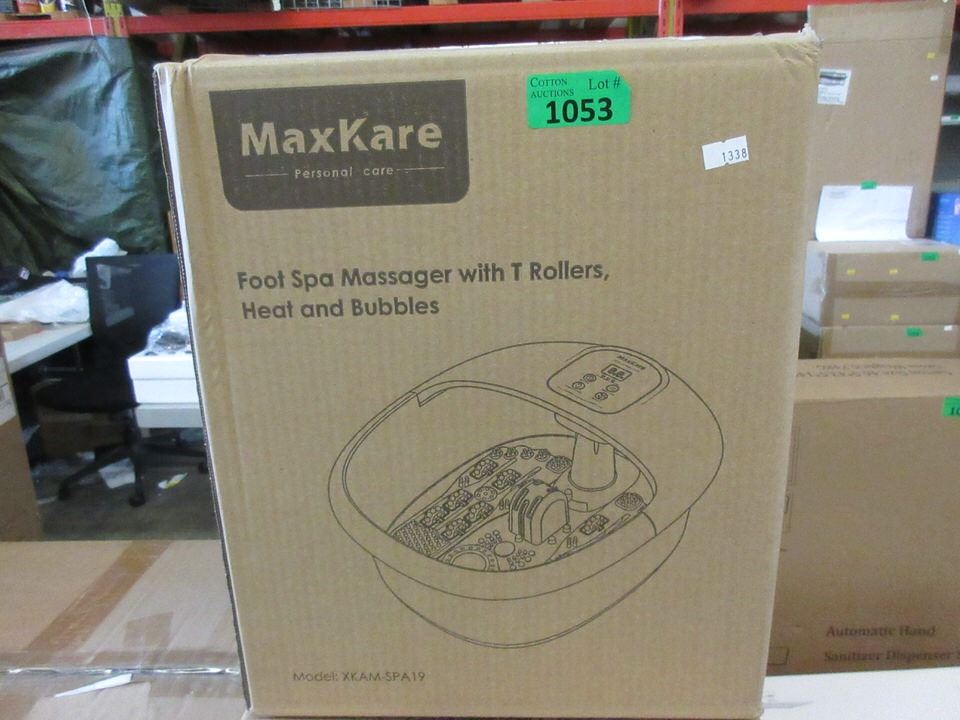 MaxKare
Personal care
COTTON AUCTIONS Lot #
1053
1338
Foot Spa Massager with T Rollers,
Heat and Bubbles
MaxKare
Model: XKAM-SPA19
Automatic Hand
Sanitizer Dispenser